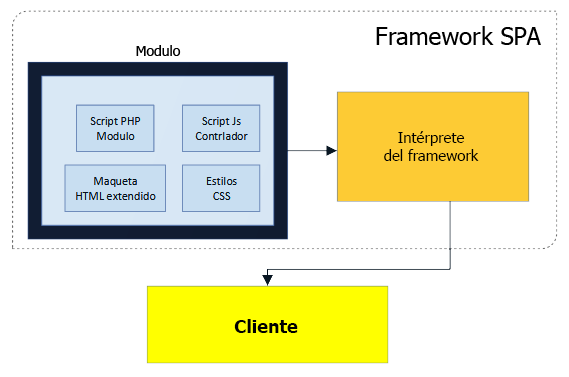 Framework SPA
Modulo
Script PHP
Modulo
Script Js
Contrlador
Maqueta
HTML extendido
Estilos
CSS
Intérprete
del framework
Cliente